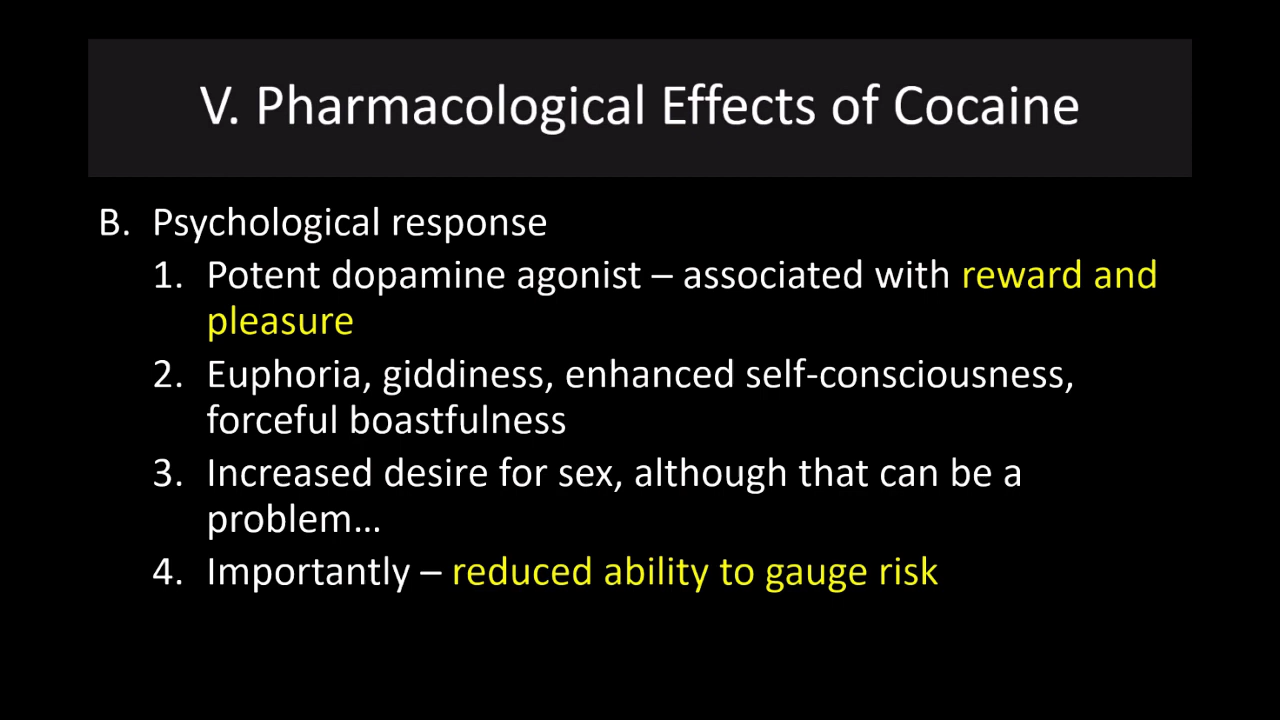 V. Pharmacological Effects of Cocaine
B. Psychological response
1. Potent dopamine agonist – associated with reward and
pleasure
2. Euphoria, giddiness, enhanced self-consciousness,
forceful boastfulness
3. Increased desire for sex, although that can be a
problem…
4. Importantly – reduced ability to gauge risk